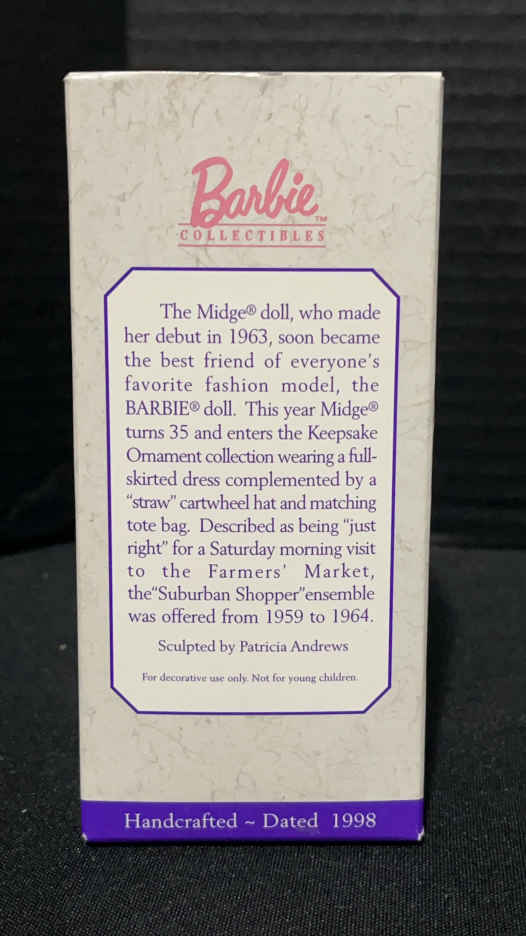 Barbie™
COLLECTIBLES
The Midge® doll, who made
her debut in 1963, soon became
the best friend of everyone's
favorite fashion model, the
BARBIE® doll. This year Midge®
turns 35 and enters the Keepsake
Ornament collection wearing a full-
skirted dress complemented by a
“straw” cartwheel hat and matching
tote bag. Described as being “just
right” for a Saturday morning visit
to the Farmers' Market,
the“Suburban Shopper”ensemble
was offered from 1959 to 1964.
Sculpted by Patricia Andrews
For decorative use only. Not for young children.
Handcrafted ~ Dated 1998